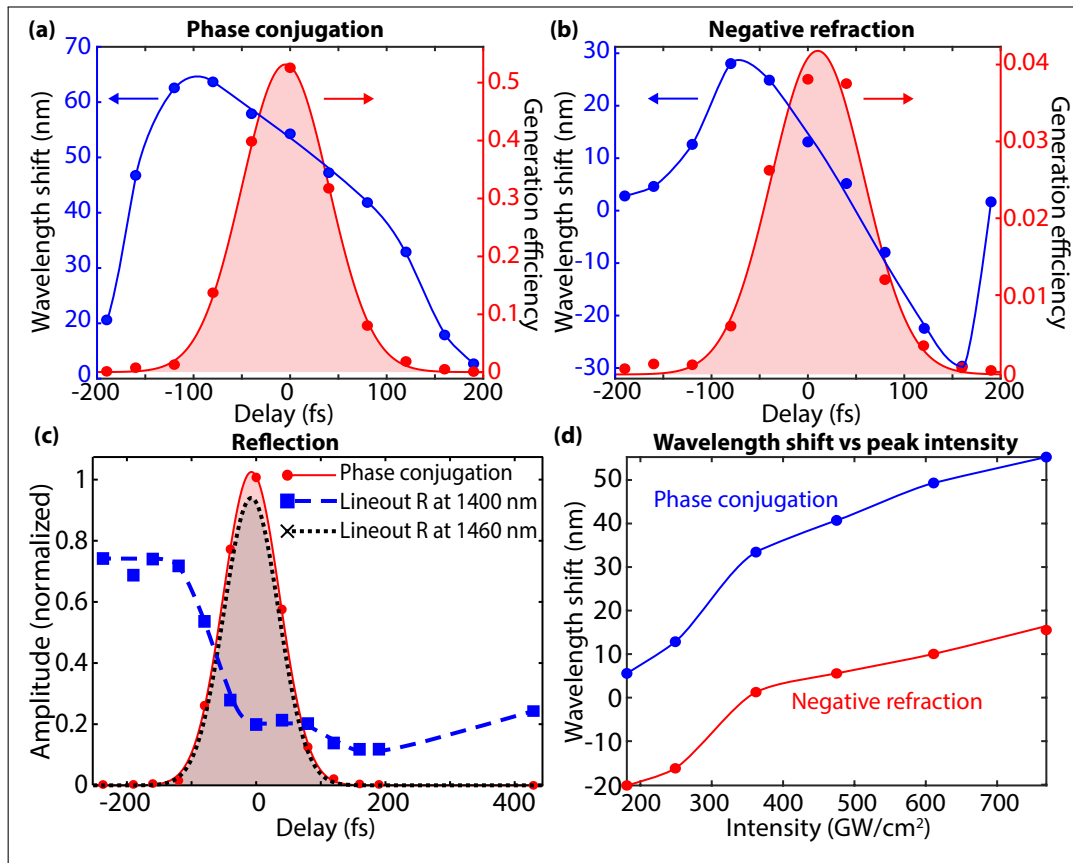 (a)
Phase conjugation
70
60
50
40
30
20
0
Wavelength shift (nm)
0.5
0.4
0.3
0.2
0.1
0
Generation efficiency
-200
-100
0
100
200
Delay (fs)
(b)
Negative refraction
30
20
10
0
-10
-20
-30
Wavelength shift (nm)
0.04
0.03
0.02
0.01
0
Generation efficiency
-200
-100
0
100
200
Delay (fs)
(c)
Reflection
1
0.8
0.6
0.4
0.2
0
Amplitude (normalized)
Phase conjugation
Lineout R at 1400 nm
Lineout R at 1460 nm
-200
0
200
400
Delay (fs)
(d)
Wavelength shift vs peak intensity
50
40
30
20
10
0
-10
-20
Wavelength shift (nm)
Phase conjugation
Negative refraction
200
300
400
500
600
700
Intensity (GW/cm²)